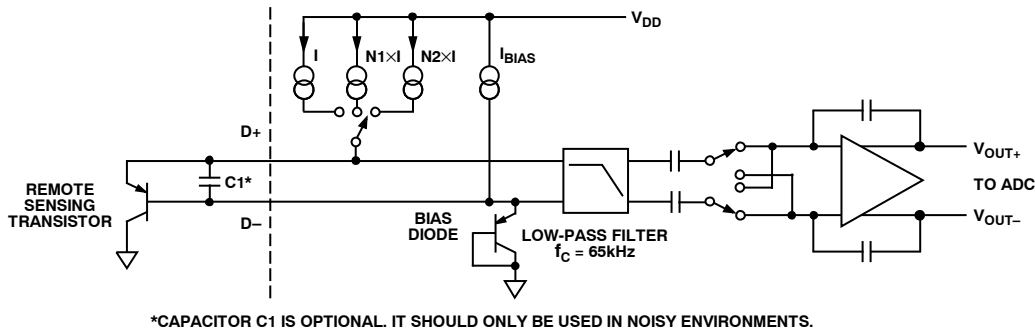 V_DD
I N1×I N2×I I_BIAS
D+
C1*
REMOTE
SENSING
TRANSISTOR
D–
BIAS
DIODE
LOW-PASS FILTER
f_C = 65kHz
V_OUT+
TO ADC
V_OUT–
*CAPACITOR C1 IS OPTIONAL. IT SHOULD ONLY BE USED IN NOISY ENVIRONMENTS.